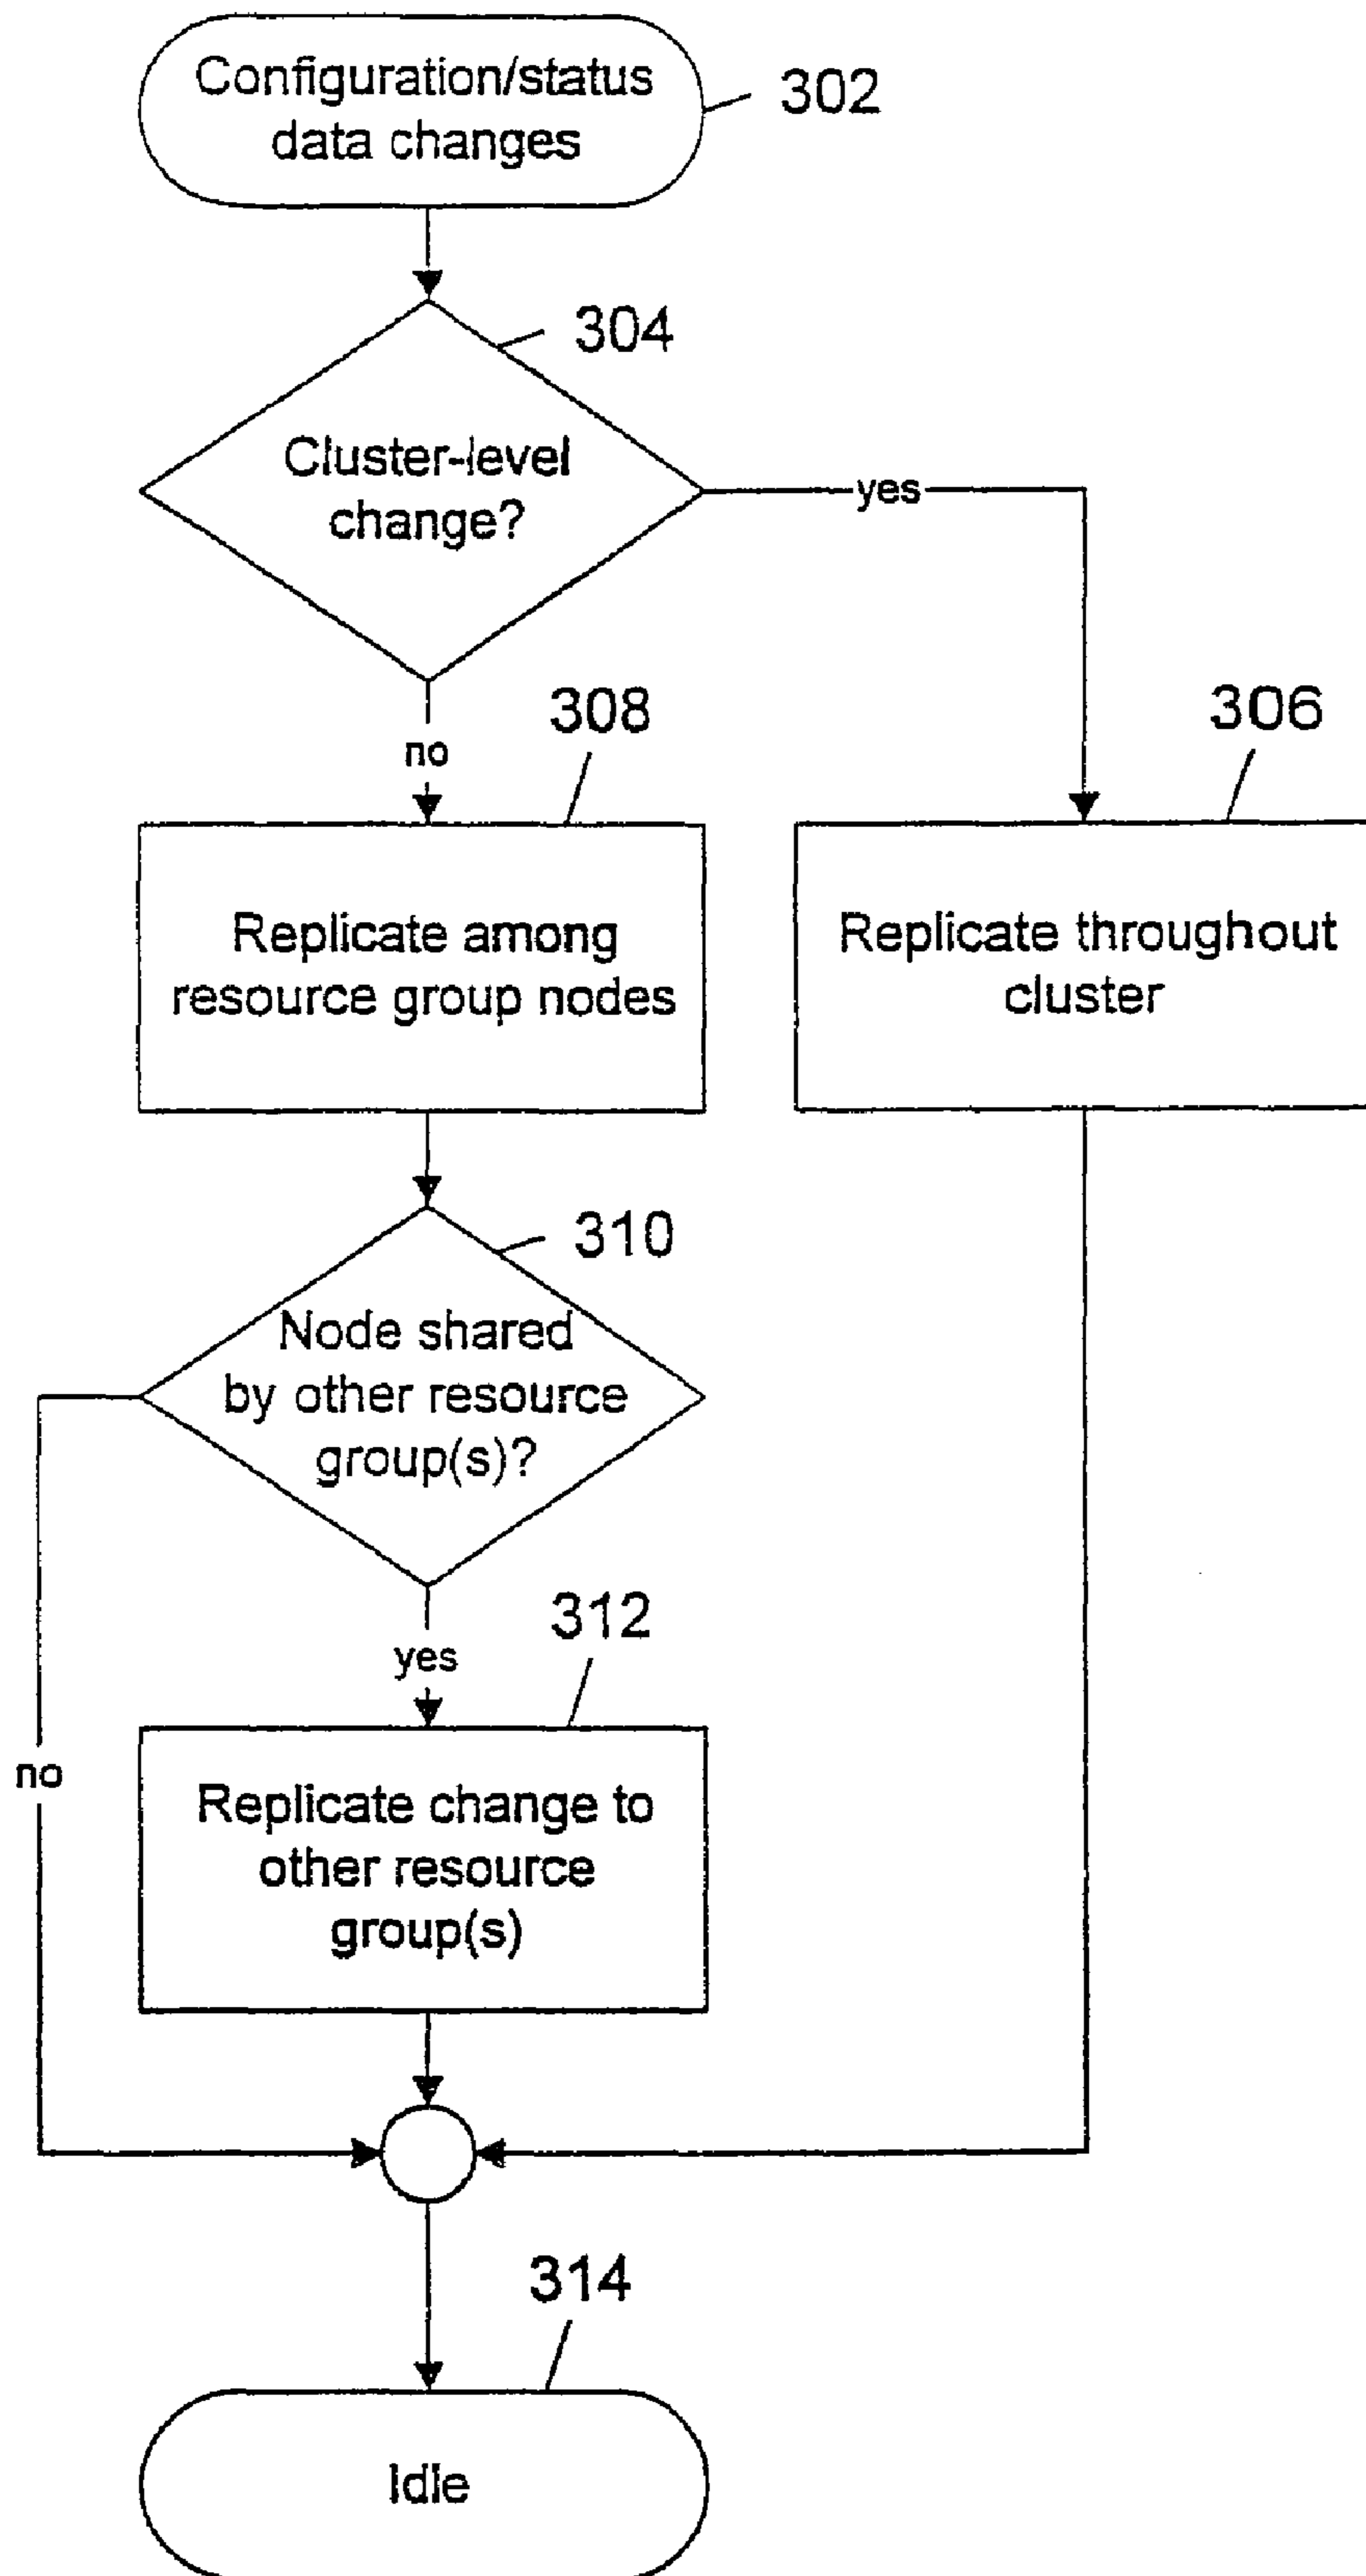 Configuration/status
data changes
302
304
Cluster-level
change?
yes
no
308
306
Replicate among
resource group nodes
Replicate throughout
cluster
310
Node shared
by other resource
group(s)?
312
yes
no
Replicate change to
other resource
group(s)
314
Idle